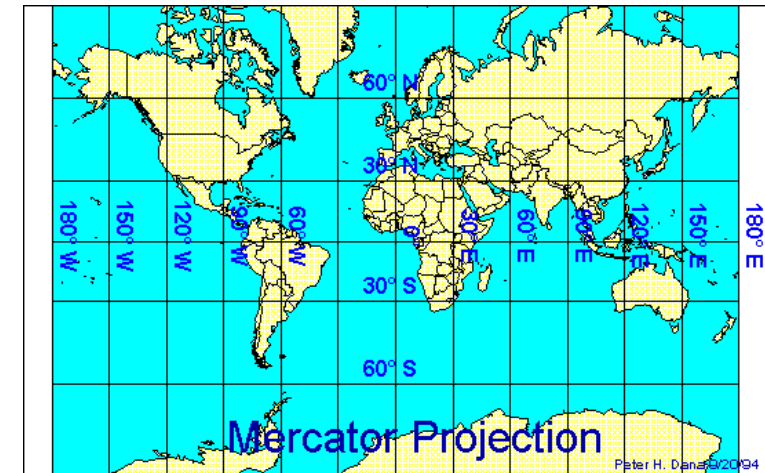 60° N
30° N
180° W
150° W
120° W
90° W
60° W
0°
30° E
60° E
90° E
120° E
150° E
180° E
30° S
60° S
Mercator Projection
Peter H. Dana 9/20/94